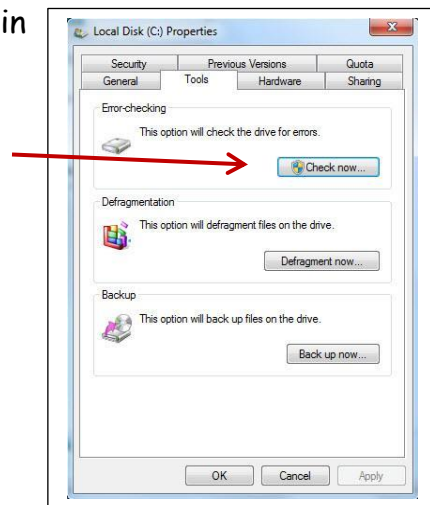 in
Local Disk (C:) Properties
Security Previous Versions Quota
General Tools Hardware Sharing
Error-checking
This option will check the drive for errors.
Check now...
Defragmentation
This option will defragment files on the drive.
Defragment now...
Backup
This option will back up files on the drive.
Back up now...
OK Cancel Apply